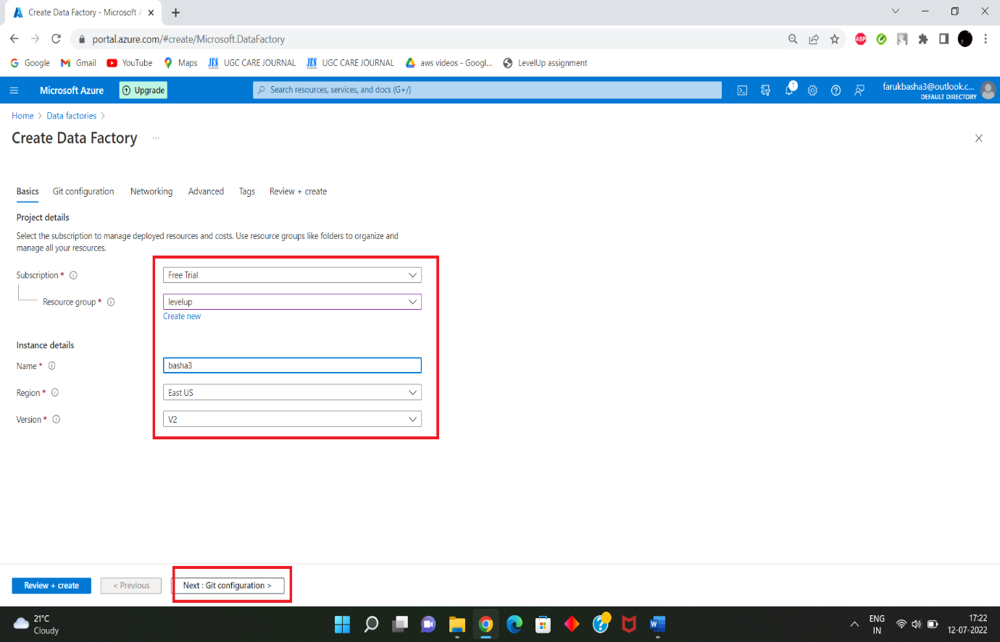 Create Data Factory - Microsoft A
portal.azure.com/#create/Microsoft.DataFactory
ABP
Google
Gmail
YouTube
Maps
JES UGC CARE JOURNAL
JES UGC CARE JOURNAL
aws videos - Googl...
LevelUp assignment
Microsoft Azure
Upgrade
Search resources, services, and docs (G+/)
1
farukbasha3@outlook.c...
DEFAULT DIRECTORY
Home > Data factories >
Create Data Factory ...
Basics
Git configuration
Networking
Advanced
Tags
Review + create
Project details
Select the subscription to manage deployed resources and costs. Use resource groups like folders to organize and
manage all your resources.
Subscription *
Free Trial
Resource group *
levelup
Create new
Instance details
Name *
basha3
Region *
East US
Version *
V2
Review + create
< Previous
Next : Git configuration >
21°C
Cloudy
ENG
IN
17:22
12-07-2022